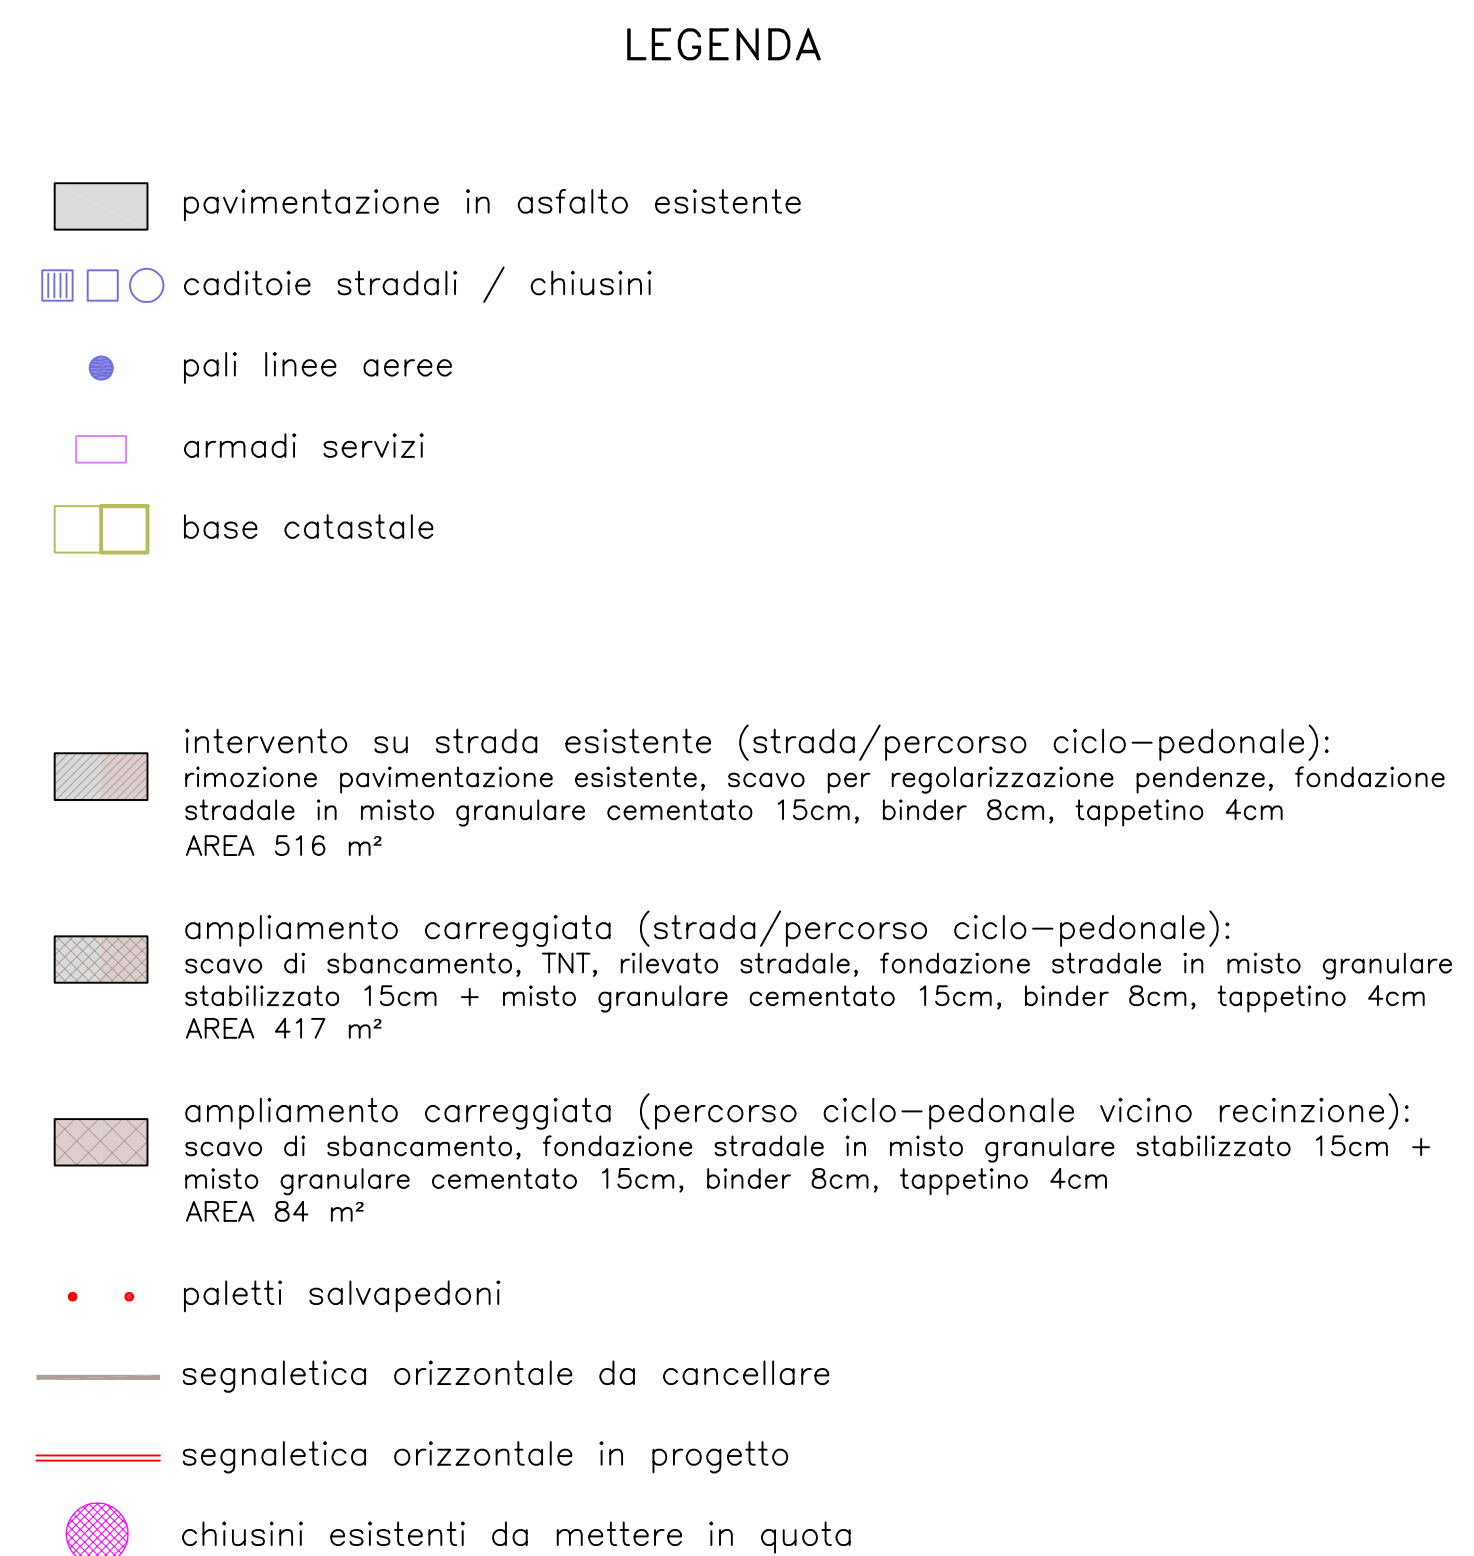 LEGENDA
pavimentazione in asfalto esistente
caditoie stradali / chiusini
pali linee aeree
armadi servizi
base catastale
intervento su strada esistente (strada/percorso ciclo-pedonale):
rimozione pavimentazione esistente, scavo per regolarizzazione pendenze, fondazione
stradale in misto granulare cementato 15cm, binder 8cm, tappetino 4cm
AREA 516 m²
ampliamento carreggiata (strada/percorso ciclo-pedonale):
scavo di sbancamento, TNT, rilevato stradale, fondazione stradale in misto granulare
stabilizzato 15cm + misto granulare cementato 15cm, binder 8cm, tappetino 4cm
AREA 417 m²
ampliamento carreggiata (percorso ciclo-pedonale vicino recinzione):
scavo di sbancamento, fondazione stradale in misto granulare stabilizzato 15cm +
misto granulare cementato 15cm, binder 8cm, tappetino 4cm
AREA 84 m²
paletti salvapedoni
segnaletica orizzontale da cancellare
segnaletica orizzontale in progetto
chiusini esistenti da mettere in quota